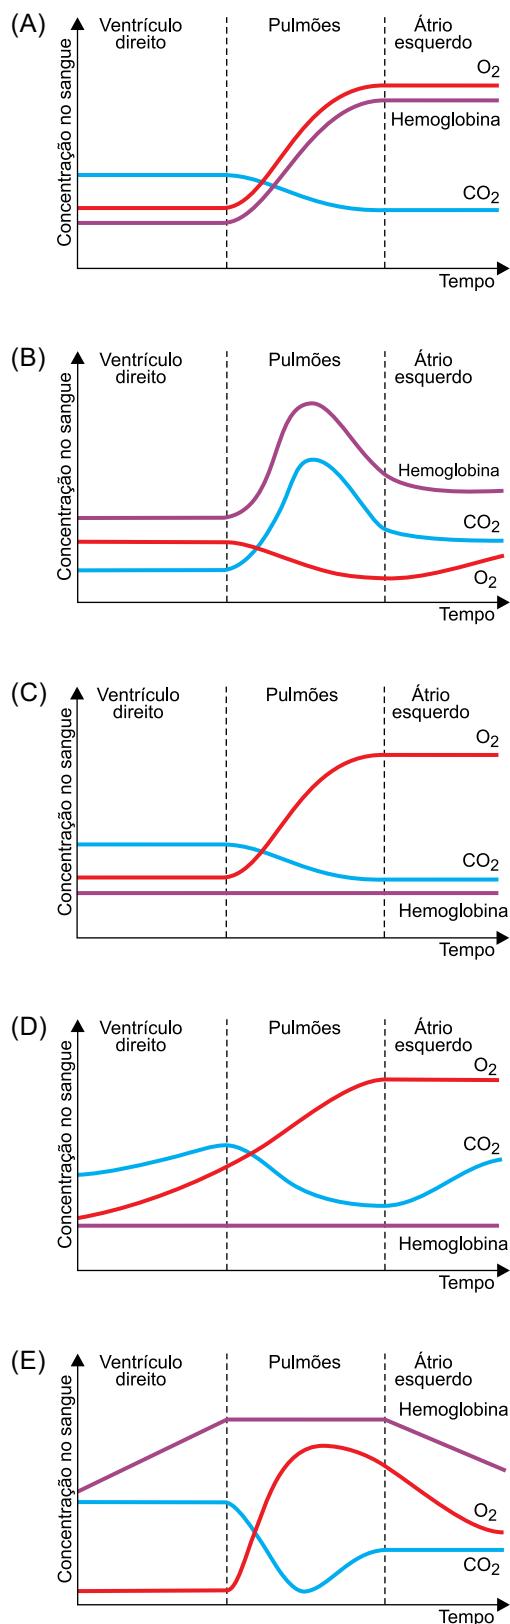 (A)
Concentração no sangue
Ventrículo direito
Pulmões
Átrio esquerdo
O2
Hemoglobina
CO2
Tempo
(B)
Concentração no sangue
Ventrículo direito
Pulmões
Átrio esquerdo
Hemoglobina
CO2
O2
Tempo
(C)
Concentração no sangue
Ventrículo direito
Pulmões
Átrio esquerdo
O2
CO2
Hemoglobina
Tempo
(D)
Concentração no sangue
Ventrículo direito
Pulmões
Átrio esquerdo
O2
CO2
Hemoglobina
Tempo
(E)
Concentração no sangue
Ventrículo direito
Pulmões
Átrio esquerdo
Hemoglobina
O2
CO2
Tempo